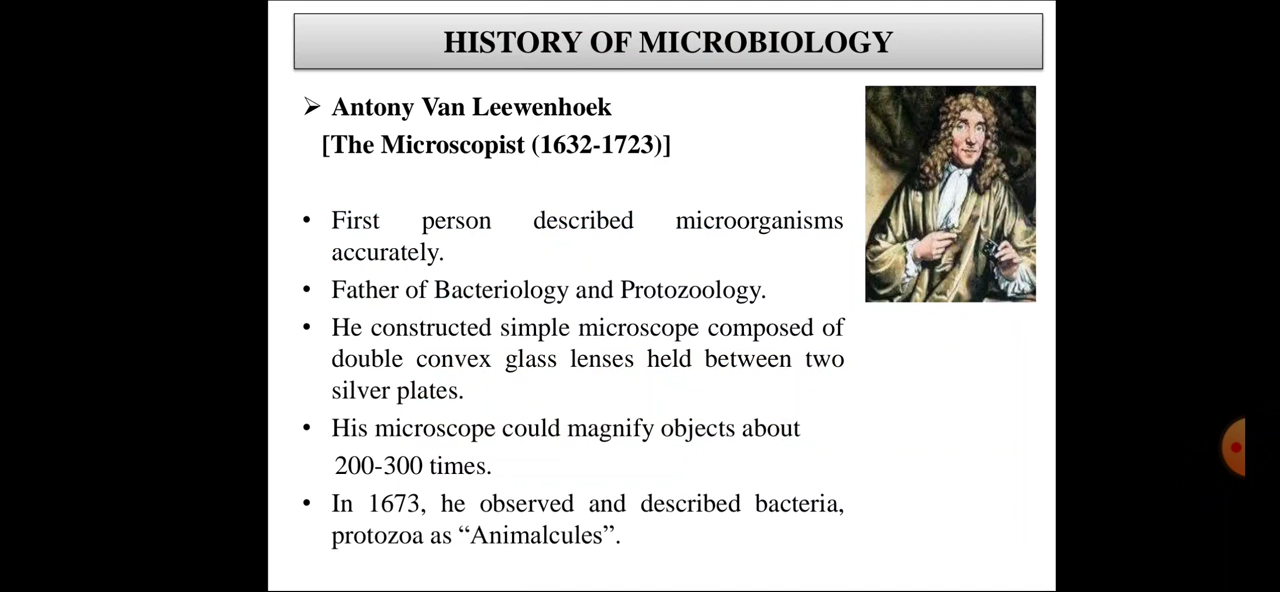 HISTORY OF MICROBIOLOGY
➢ Antony Van Leewenhoek
[The Microscopist (1632-1723)]
• First person described microorganisms
accurately.
• Father of Bacteriology and Protozoology.
• He constructed simple microscope composed of
double convex glass lenses held between two
silver plates.
• His microscope could magnify objects about
200-300 times.
• In 1673, he observed and described bacteria,
protozoa as “Animalcules”.